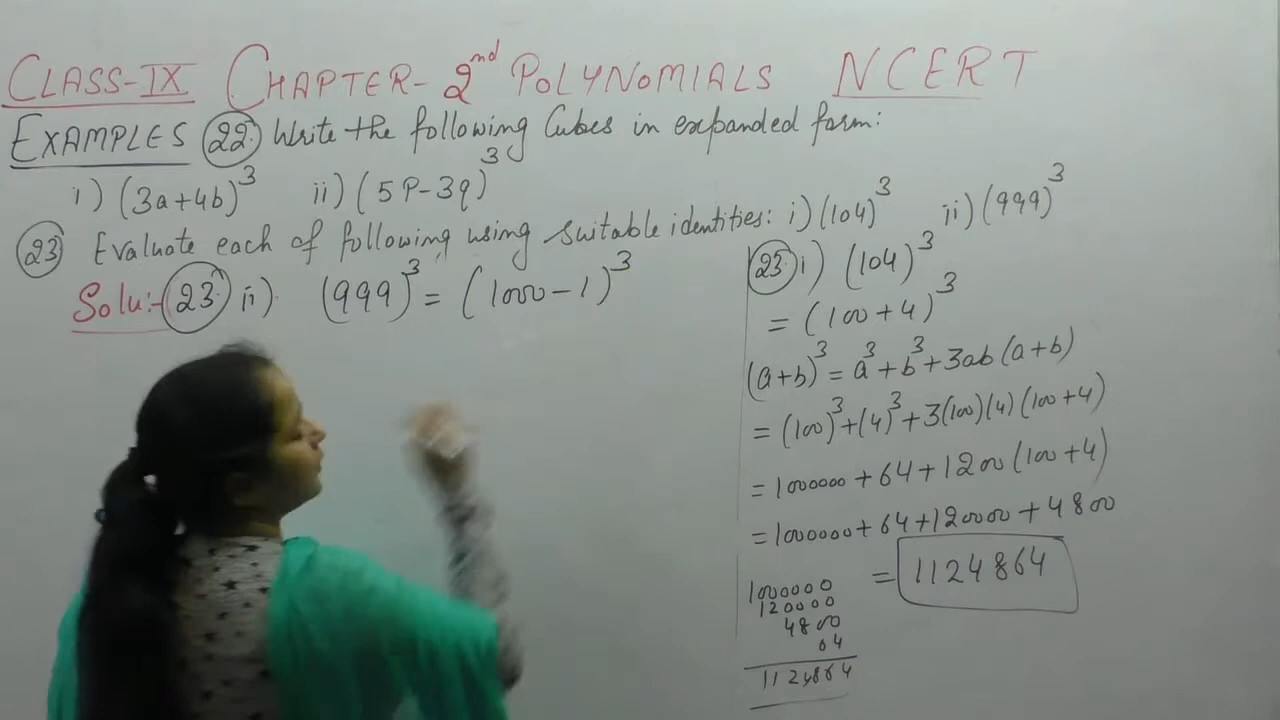 CLASS-IX CHAPTER-2nd POLYNOMIALS NCERT
EXAMPLES 22. Write the following Cubes in expanded form:
i) (3a+4b)³ ii) (5P-3q)³
23 Evaluate each of following using suitable identities: i) (104)³ ii) (999)³
Solu:- 23. ii) (999)³ = (1000-1)³
23 i) (104)³
= (100+4)³
(a+b)³ = a³+b³+3ab(a+b)
= (100)³+(4)³+3(100)(4)(100+4)
= 1000000+64+1200(100+4)
= 1000000+64+120000+4800
= 1124864
1000000
120000
4800
64
1124864